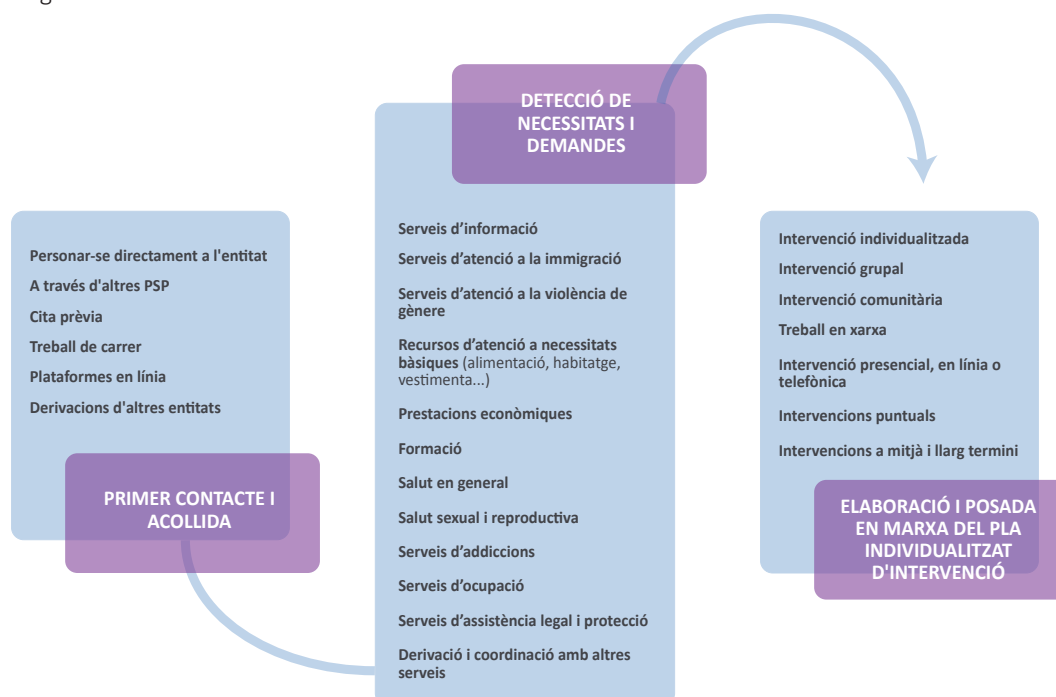 Personar-se directament a l'entitat
A través d'altres PSP
Cita prèvia
Treball de carrer
Plataformes en línia
Derivacions d'altres entitats
PRIMER CONTACTE I
ACOLLIDA
DETECCIÓ DE
NECESSITATS I
DEMANDES
Serveis d’informació
Serveis d’atenció a la immigració
Serveis d’atenció a la violència de
gènere
Recursos d’atenció a necessitats
bàsiques (alimentació, habitatge,
vestimenta...)
Prestacions econòmiques
Formació
Salut en general
Salut sexual i reproductiva
Serveis d’addiccions
Serveis d’ocupació
Serveis d’assistència legal i protecció
Derivació i coordinació amb altres
serveis
Intervenció individualitzada
Intervenció grupal
Intervenció comunitària
Treball en xarxa
Intervenció presencial, en línia o
telefònica
Intervencions puntuals
Intervencions a mitjà i llarg termini
ELABORACIÓ I POSADA
EN MARXA DEL PLA
INDIVIDUALITZAT
D'INTERVENCIÓ